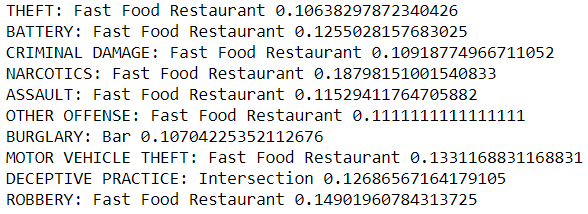 THEFT: Fast Food Restaurant 0.10638297872340426
BATTERY: Fast Food Restaurant 0.1255028157683025
CRIMINAL DAMAGE: Fast Food Restaurant 0.10918774966711052
NARCOTICS: Fast Food Restaurant 0.18798151001540833
ASSAULT: Fast Food Restaurant 0.11529411764705882
OTHER OFFENSE: Fast Food Restaurant 0.1111111111111111
BURGLARY: Bar 0.10704225352112676
MOTOR VEHICLE THEFT: Fast Food Restaurant 0.1331168831168831
DECEPTIVE PRACTICE: Intersection 0.12686567164179105
ROBBERY: Fast Food Restaurant 0.14901960784313725